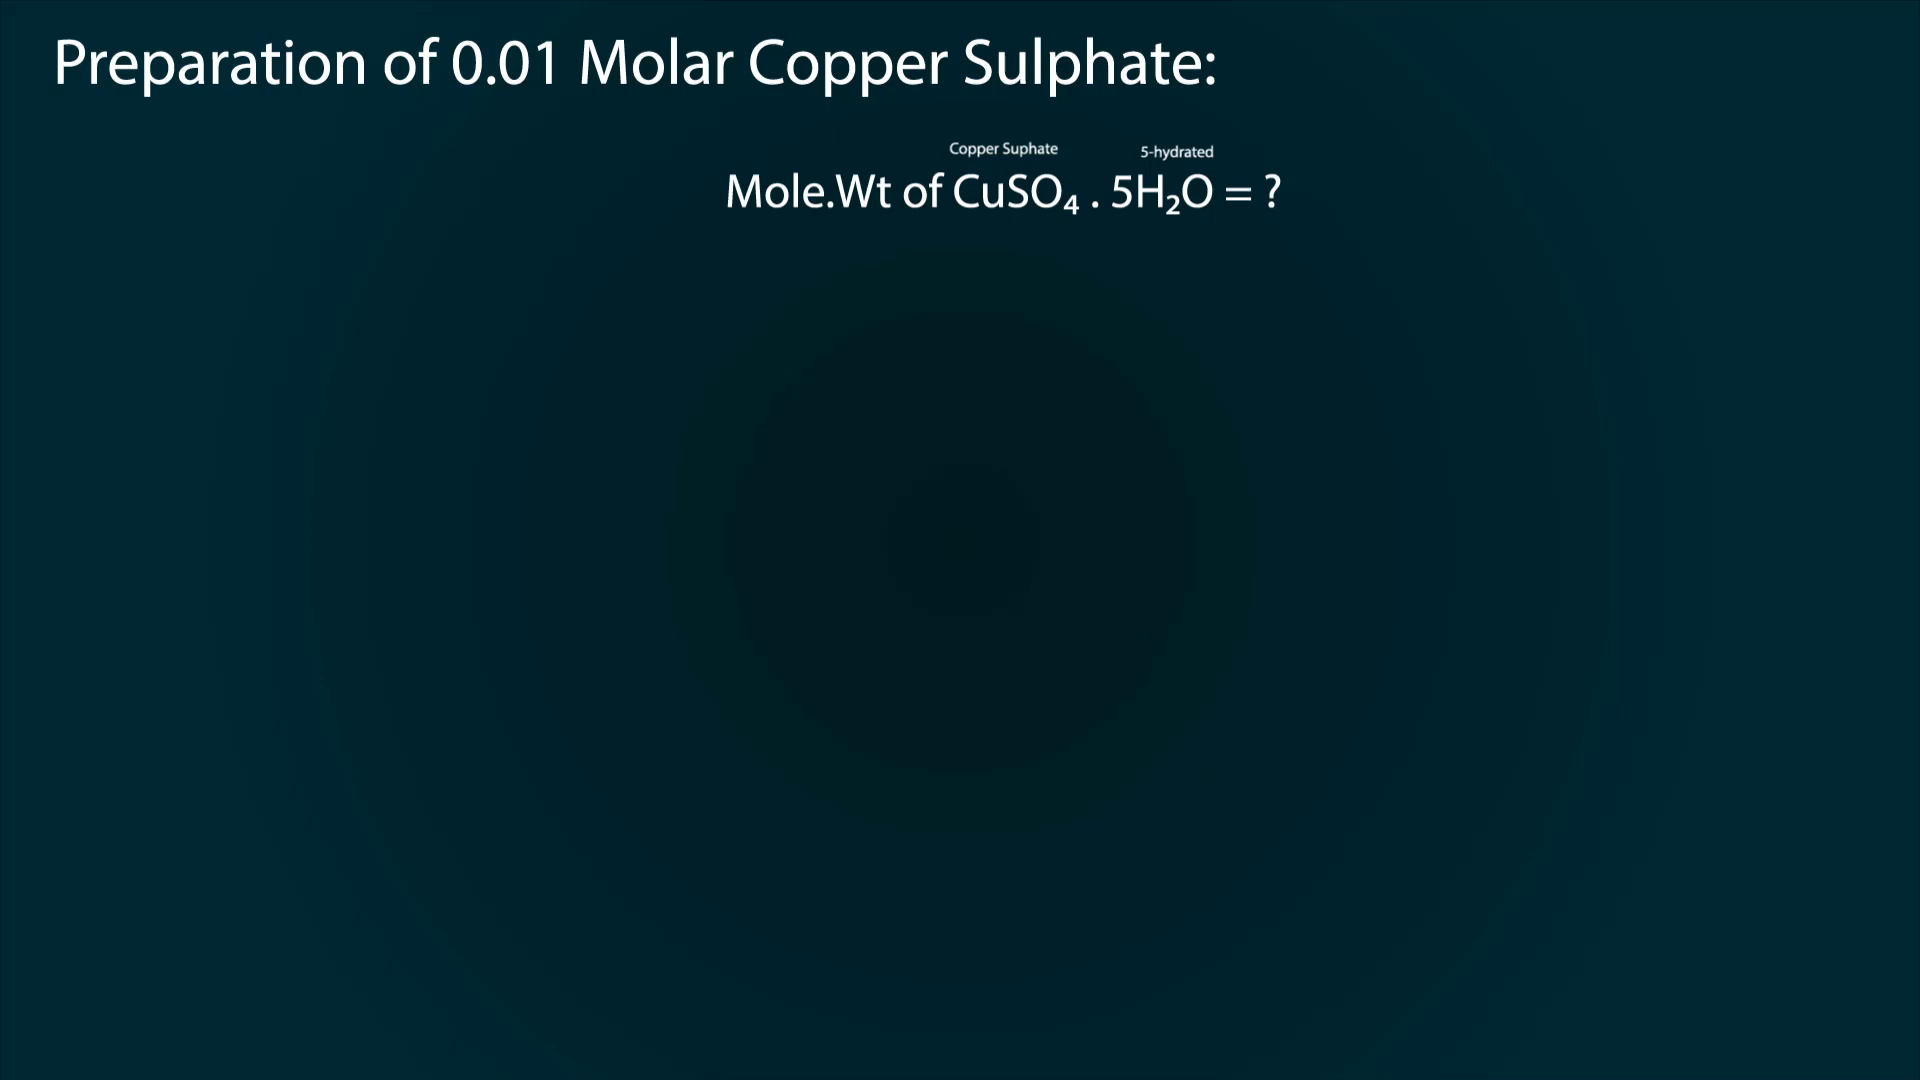 Preparation of 0.01 Molar Copper Sulphate:
Copper Suphate 5-hydrated
Mole.Wt of CuSO₄ . 5H₂O = ?